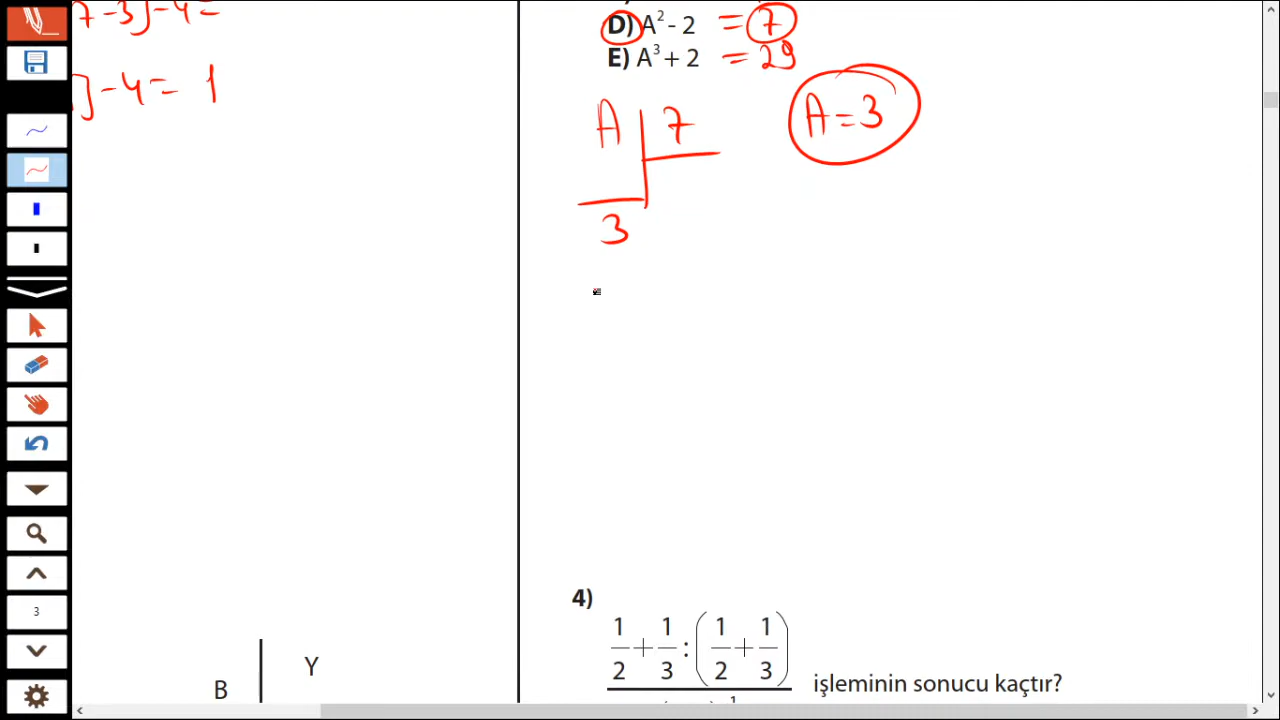 7 - 3] - 4 =
] - 4 = 1
B
Y
D) A² - 2 = 7
E) A³ + 2 = 29
A 7
3
A = 3
4)
1/2 + 1/3 : (1/2 + 1/3)
işleminin sonucu kaçtır?
1
3